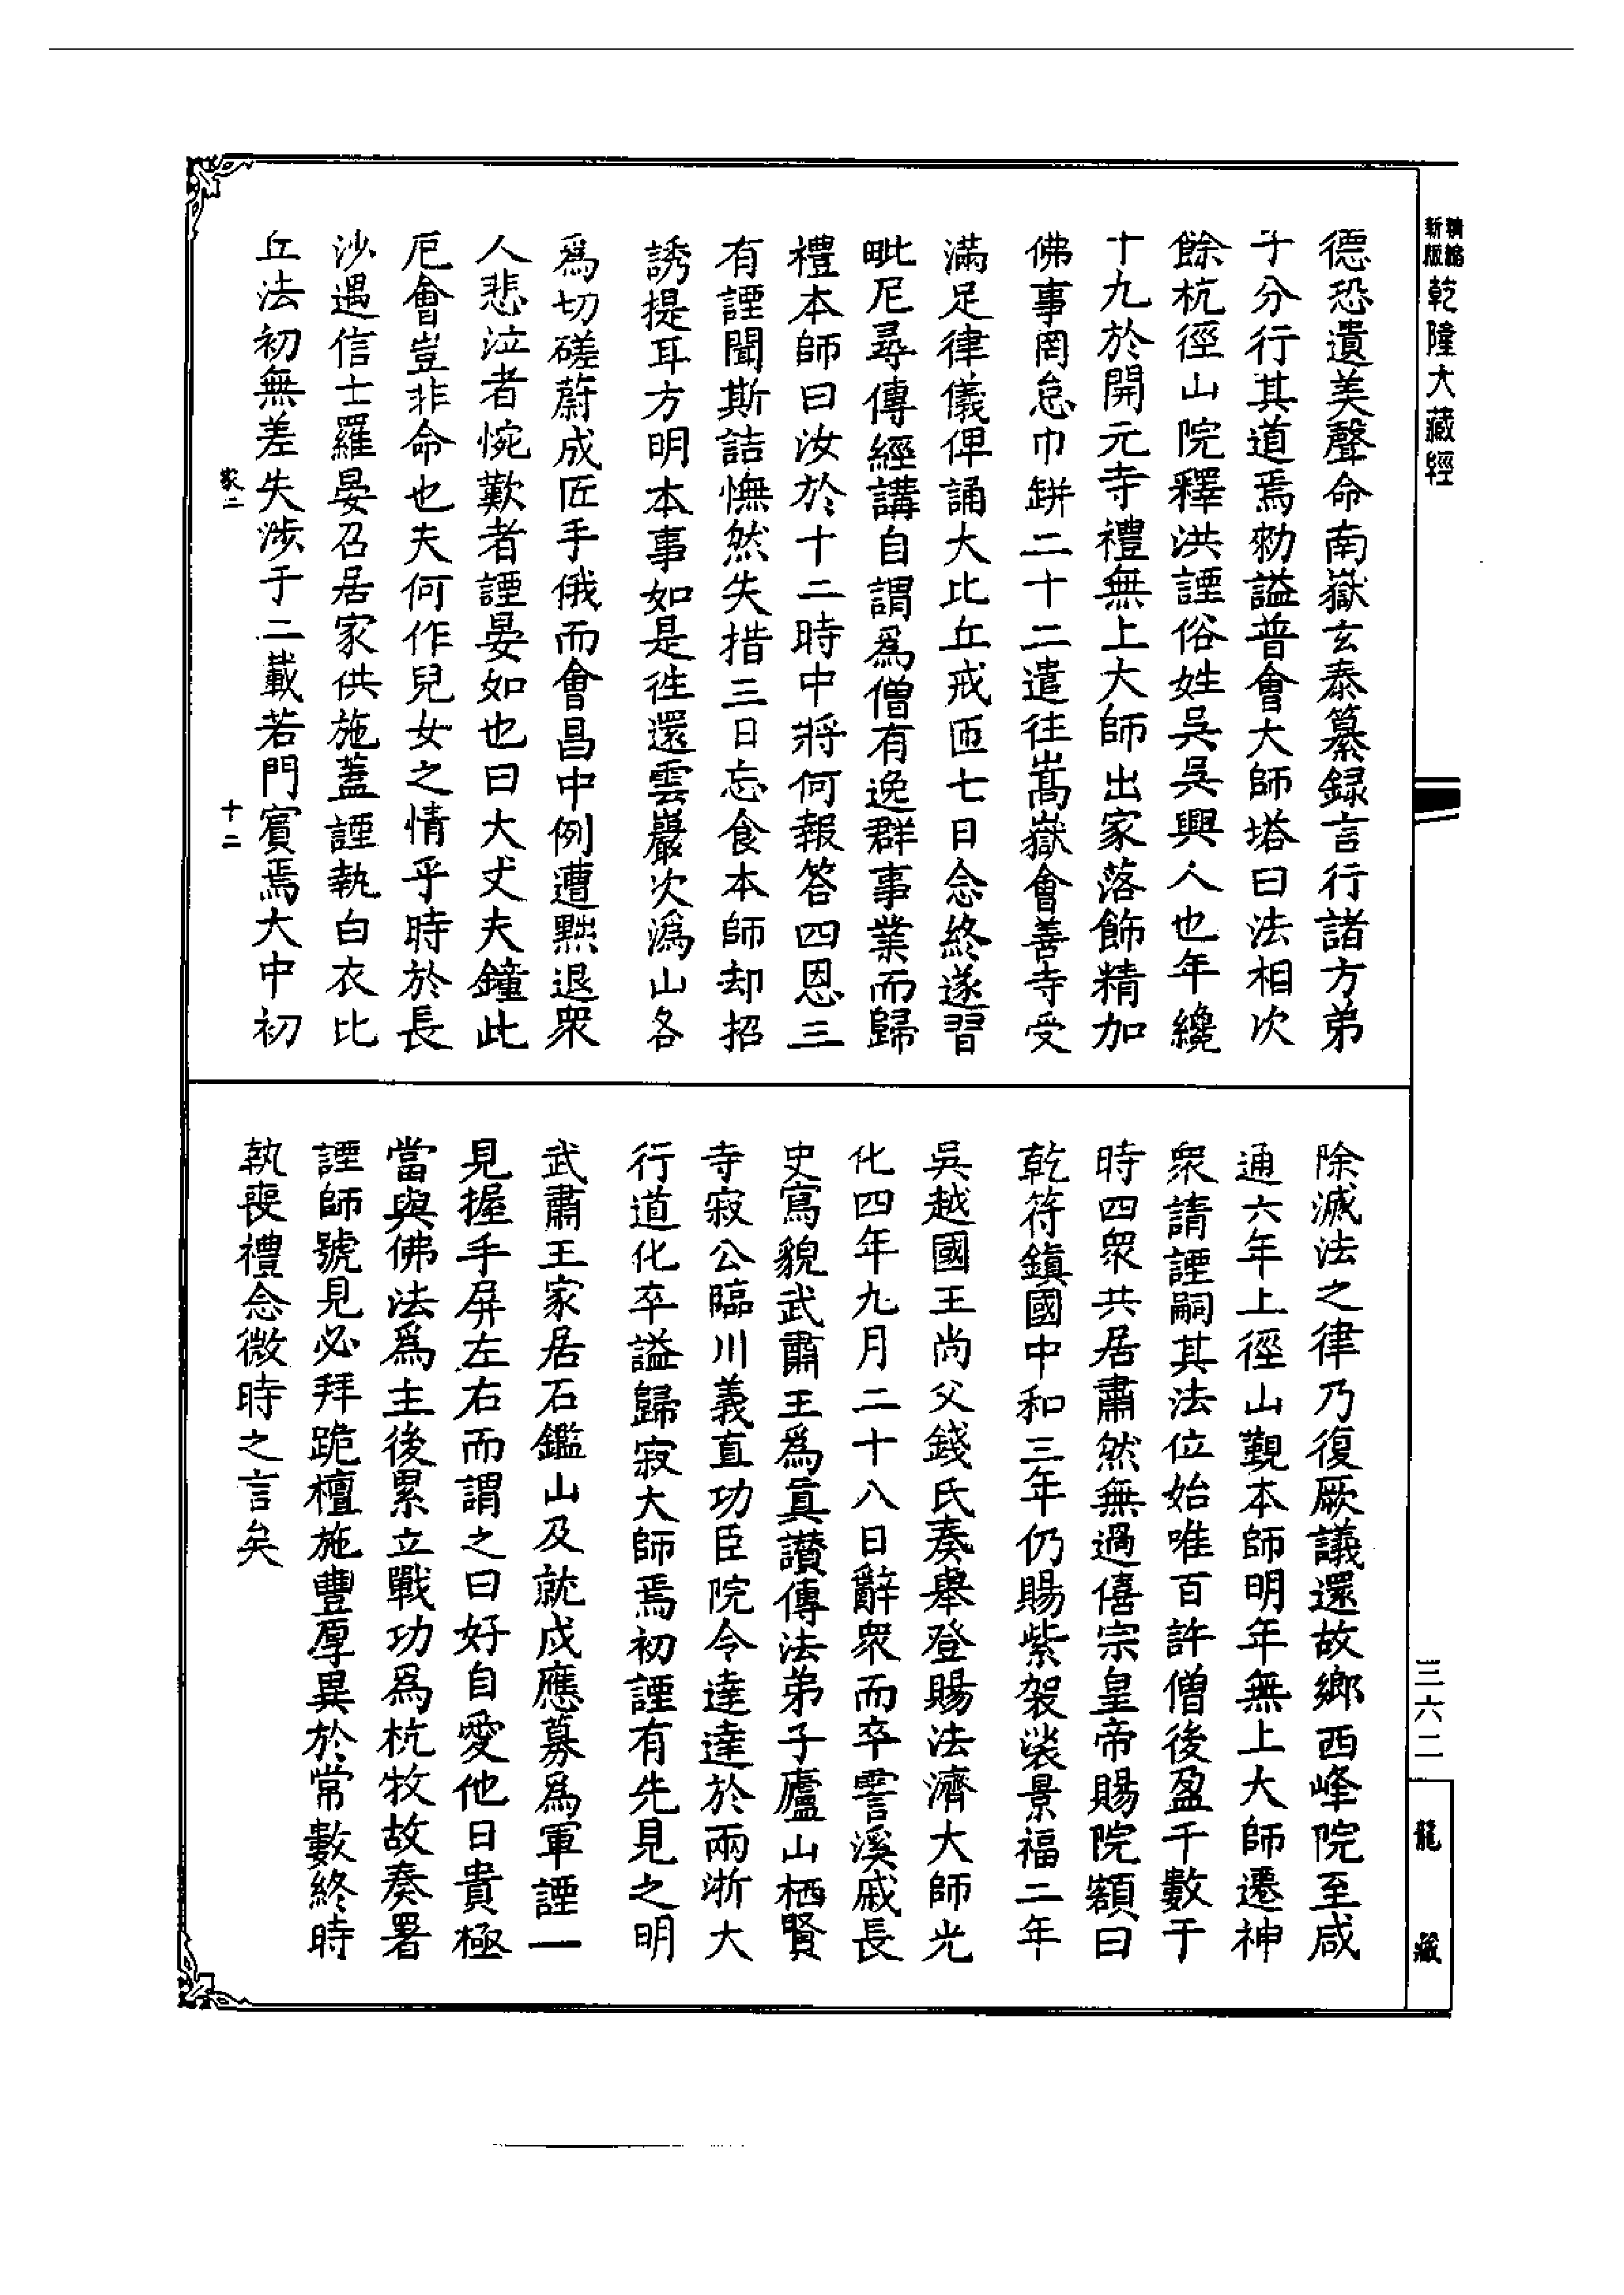 精縮
新版
乾隆大藏經
德恐遺美聲命南嶽玄泰纂録言行諸方弟
子分行其道焉勑謚普會大師塔曰法相次
餘杭徑山院釋洪諲俗姓吳吳興人也年纔
十九於開元寺禮無上大師出家落飾精加
佛事罔怠巾缾二十二遣往嵩嶽會善寺受
滿足律儀俾誦大比丘戒匝七日念終遂習
毗尼尋傳經講自謂爲僧有逸群事業而歸
禮本師曰汝於十二時中將何報答四恩三
有諲聞斯詰憮然失措三日忘食本師却招
誘提耳方明本事如是徃還雲巖次溈山各
爲切磋蔚成匠手俄而會昌中例遭黜退衆
人悲泣者惋歎者諲晏如也曰大丈夫鐘此
厄會豈非命也夫何作兒女之情乎時於長
沙遇信士羅晏召居家供施蓋諲執白衣比
丘法初無差失涉于二載若門賓焉大中初
家二
十二
除滅法之律乃復厥議還故鄉西峰院至咸
通六年上徑山覲本師明年無上大師遷神
衆請諲嗣其法位始唯百許僧後盈千數于
時四衆共居肅然無過僖宗皇帝賜院額曰
乾符鎮國中和三年仍賜紫袈裟景福二年
吳越國王尚父錢氏奏舉登賜法濟大師光
化四年九月二十八日辭衆而卒霅溪戚長
史寫貌武肅王爲眞讃傳法弟子廬山栖賢
寺寂公臨川義直功臣院令達達於兩浙大
行道化卒謚歸寂大師焉初諲有先見之明
武肅王家居石鑑山及就戍應募爲軍諲一
見握手屏左右而謂之曰好自愛他日貴極
當與佛法爲主後累立戰功爲杭牧故奏署
諲師號見必拜跪檀施豐厚異於常數終時
執喪禮念微時之言矣
三六二
龍藏